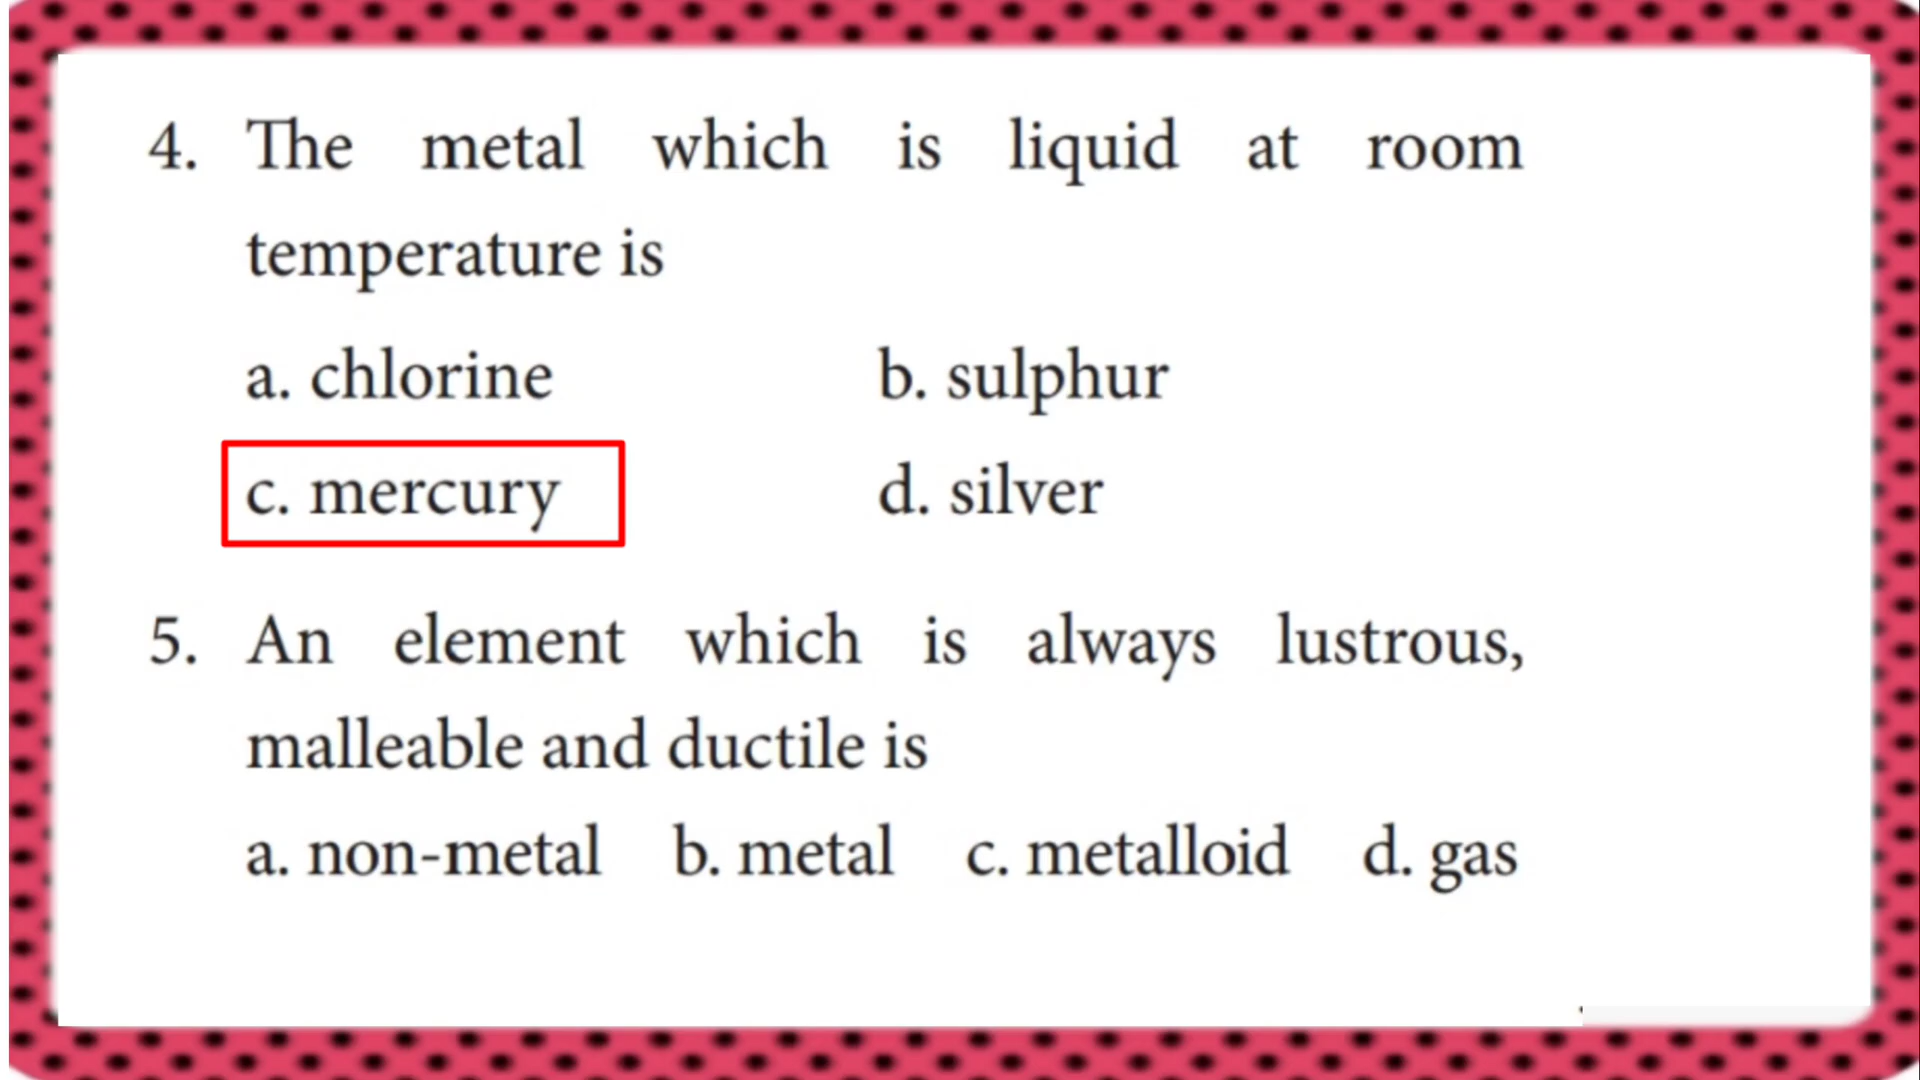 4. The metal which is liquid at room
temperature is
a. chlorine b. sulphur
c. mercury d. silver
5. An element which is always lustrous,
malleable and ductile is
a. non-metal b. metal c. metalloid d. gas